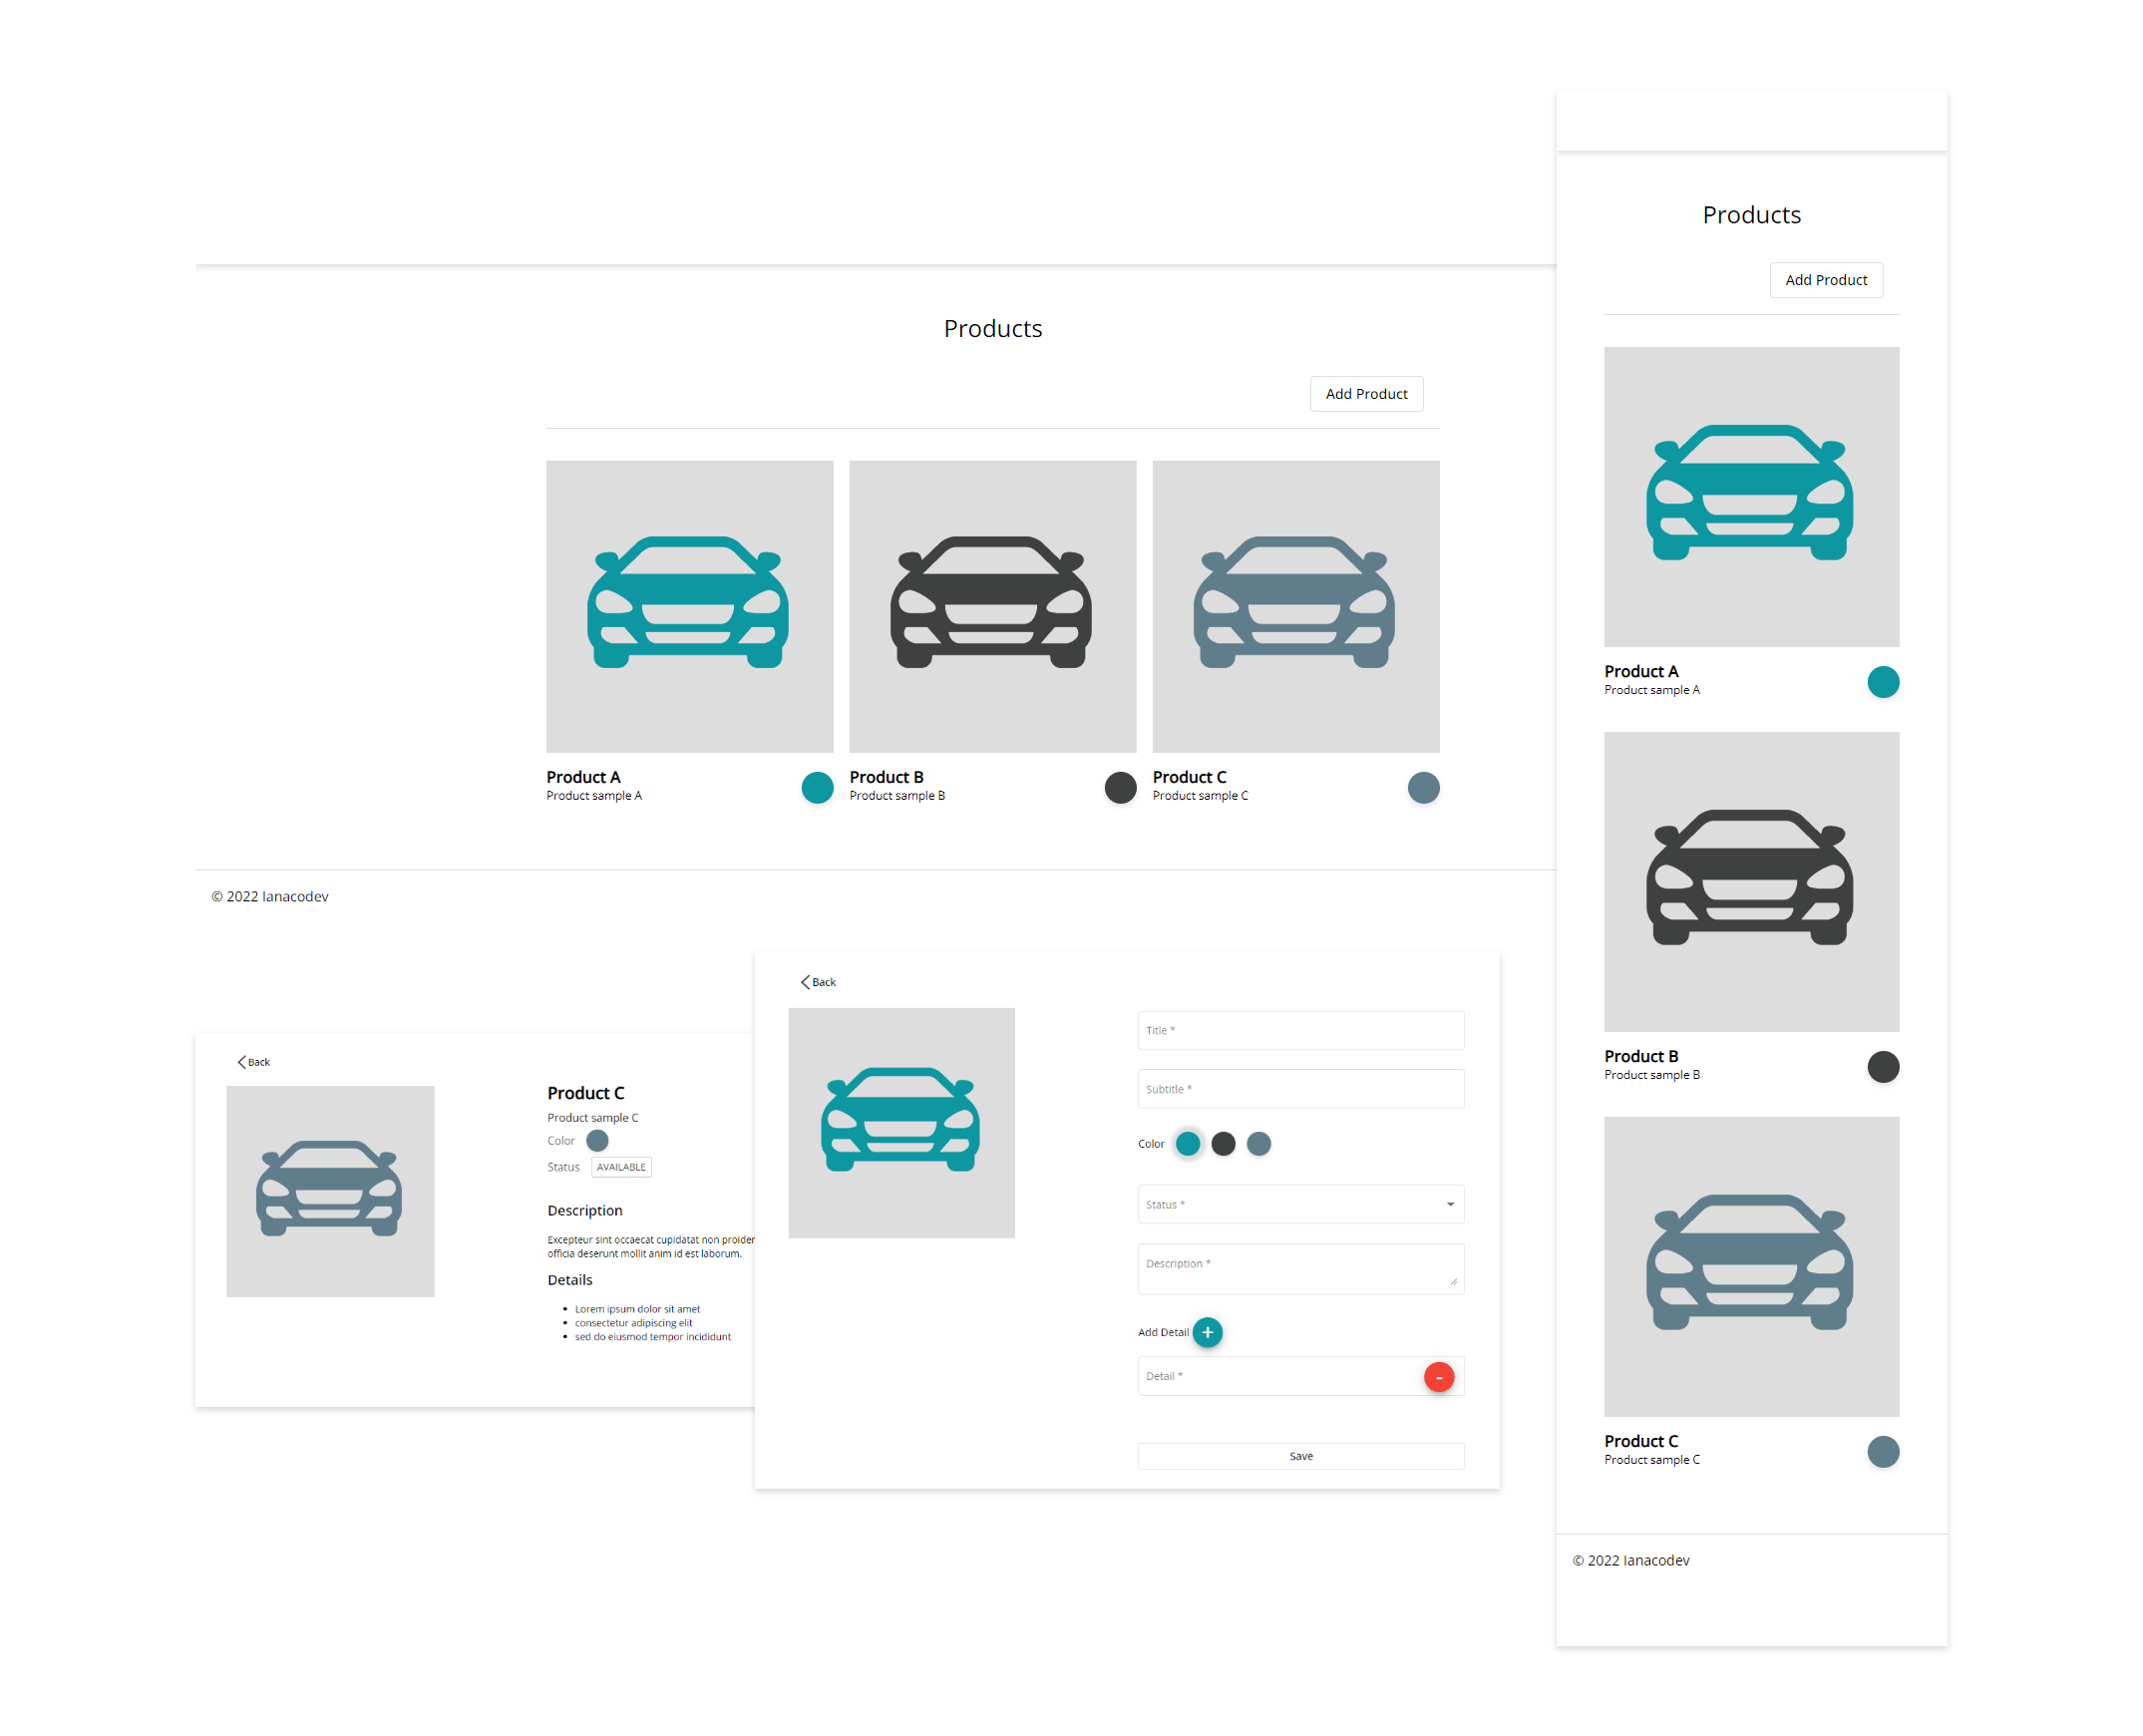 Products
Add Product
Product A
Product sample A
Product B
Product sample B
Product C
Product sample C
© 2022 Ianacodev
Back
Product C
Product sample C
Color
Status AVAILABLE
Description
Excepteur sint occaecat cupidatat non proiden
officia deserunt mollit anim id est laborum.
Details
• Lorem ipsum dolor sit amet
• consectetur adipiscing elit
• sed do eiusmod tempor incididunt
Back
Title *
Subtitle *
Color
Status *
Description *
Add Detail +
Detail * -
Save
Products
Add Product
Product A
Product sample A
Product B
Product sample B
Product C
Product sample C
© 2022 Ianacodev